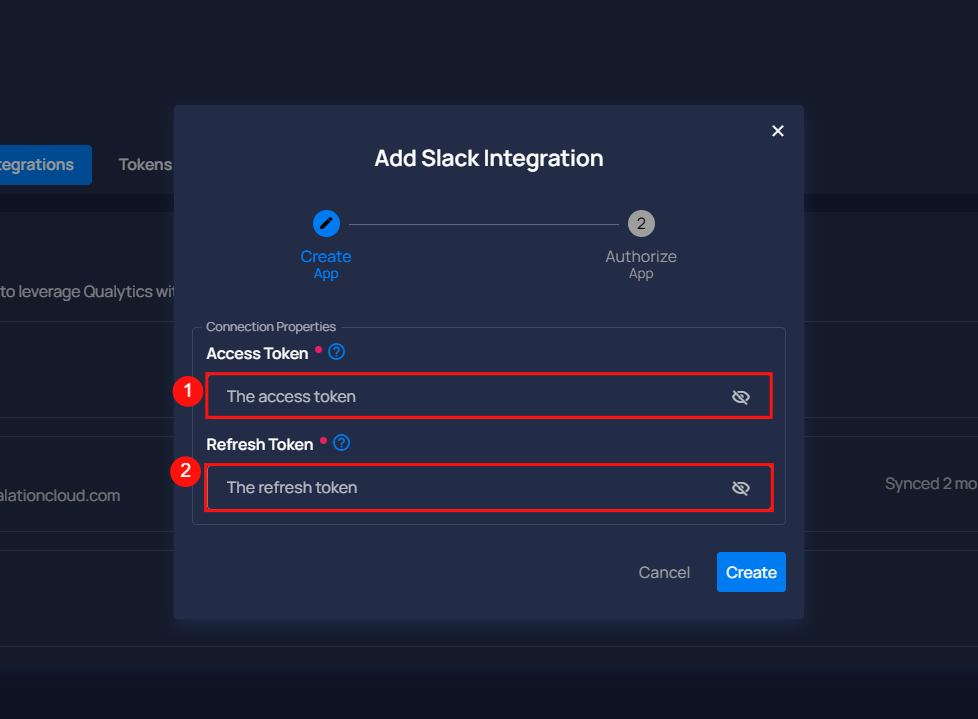 Add Slack Integration
tegrations
Tokens
2
Create
App
Authorize
App
to leverage Qualytics wit
Connection Properties
Access Token
1
The access token
Refresh Token
2
The refresh token
alationcloud.com
Synced 2 mo
Cancel
Create